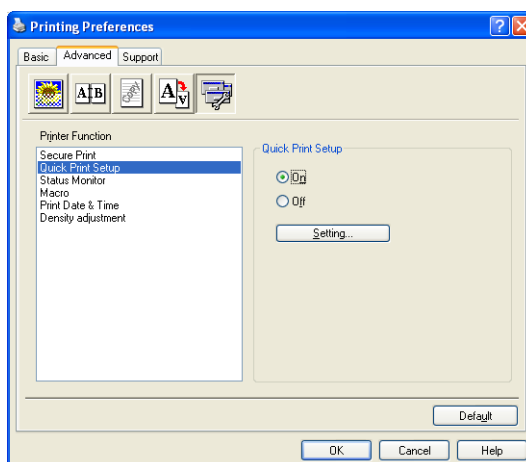 Printing Preferences
Basic Advanced Support
A B
A A
Printer Function
Secure Print
Quick Print Setup
Status Monitor
Macro
Print Date & Time
Density adjustment
Quick Print Setup
On
Off
Setting...
Default
OK Cancel Help